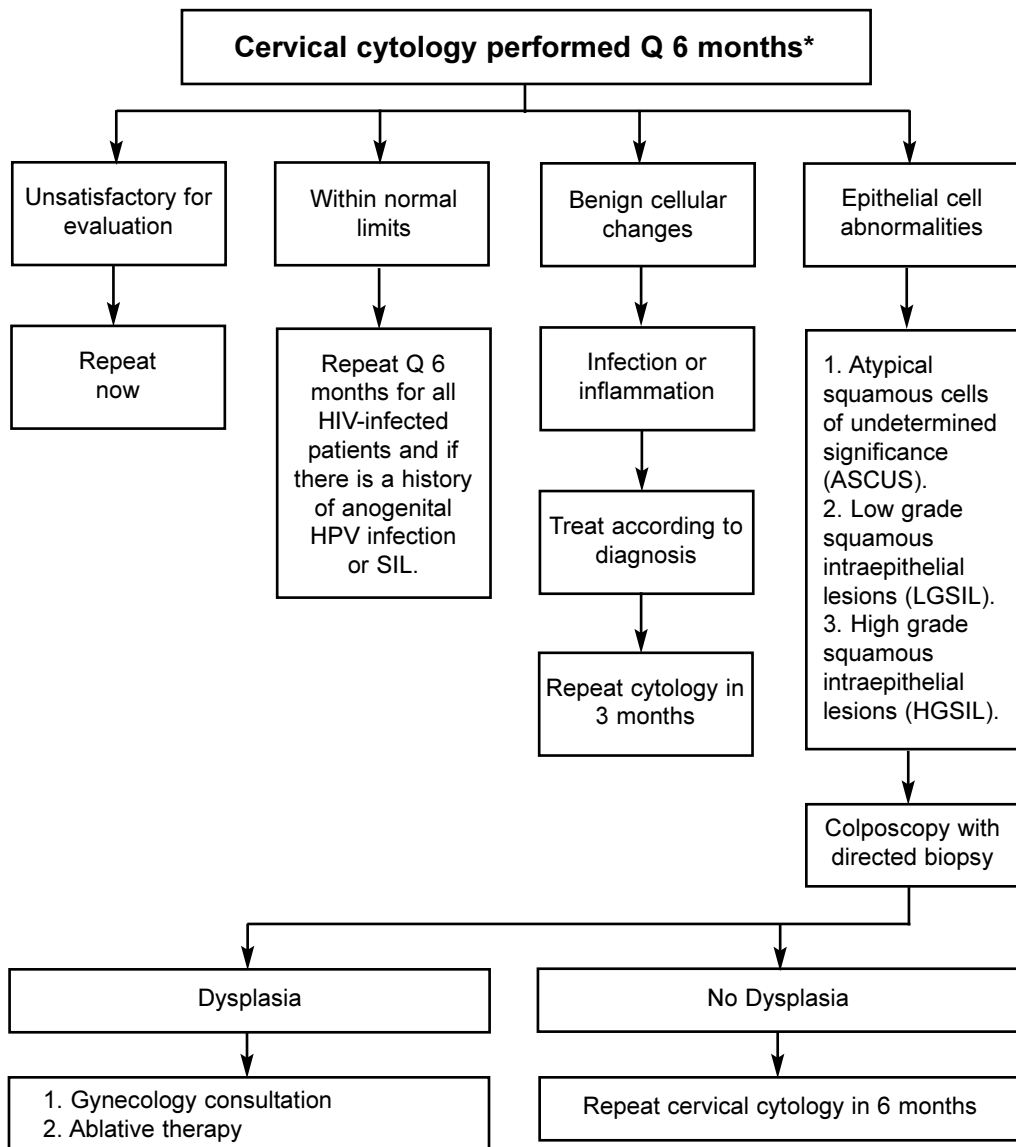 Cervical cytology performed Q 6 months*
Unsatisfactory for
evaluation
Within normal
limits
Benign cellular
changes
Epithelial cell
abnormalities
Repeat
now
Repeat Q 6
months for all
HIV-infected
patients and if
there is a history
of anogenital
HPV infection
or SIL.
Infection or
inflammation
1. Atypical
squamous cells
of undetermined
significance
(ASCUS).
2. Low grade
squamous
intraepithelial
lesions (LGSIL).
3. High grade
squamous
intraepithelial
lesions (HGSIL).
Treat according to
diagnosis
Repeat cytology in
3 months
Colposcopy with
directed biopsy
Dysplasia
No Dysplasia
1. Gynecology consultation
2. Ablative therapy
Repeat cervical cytology in 6 months